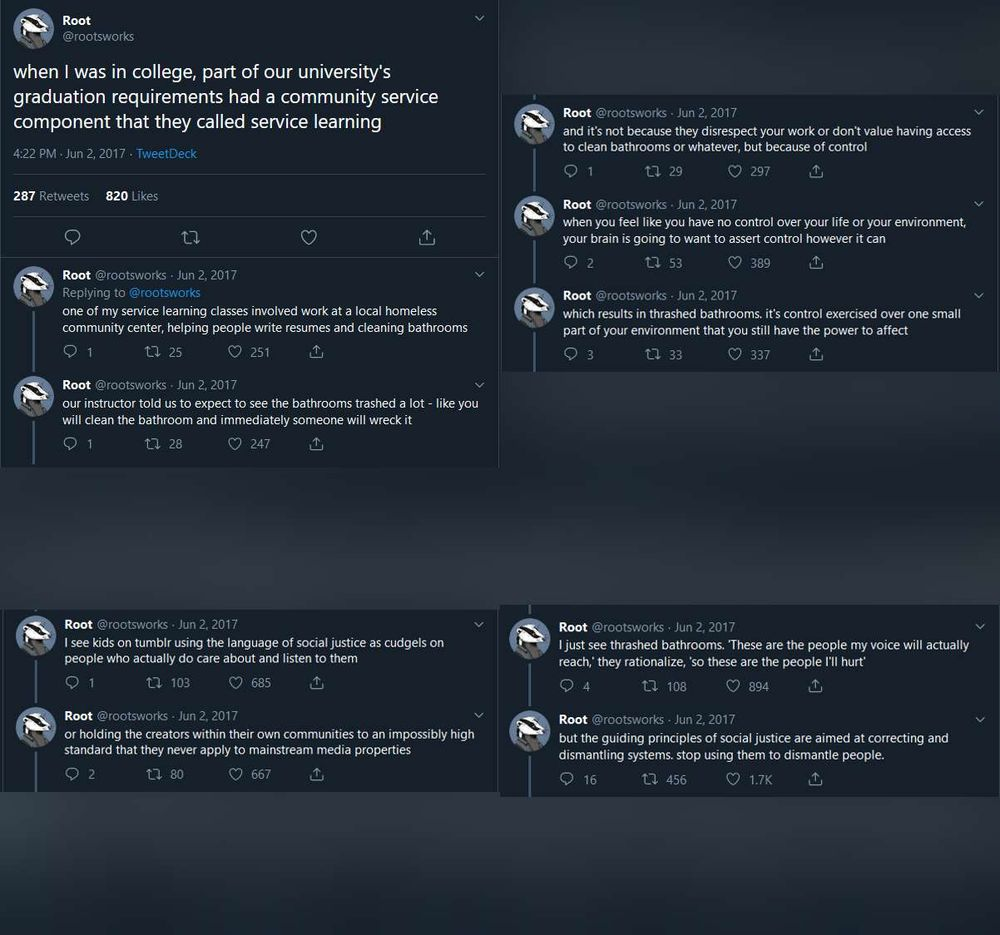 Root
@rootsworks
when I was in college, part of our university's
graduation requirements had a community service
component that they called service learning
4:22 PM · Jun 2, 2017 · TweetDeck
287 Retweets 820 Likes
Root @rootsworks · Jun 2, 2017
Replying to @rootsworks
one of my service learning classes involved work at a local homeless
community center, helping people write resumes and cleaning bathrooms
1 25 251
Root @rootsworks · Jun 2, 2017
our instructor told us to expect to see the bathrooms trashed a lot - like you
will clean the bathroom and immediately someone will wreck it
1 28 247
Root @rootsworks · Jun 2, 2017
and it's not because they disrespect your work or don't value having access
to clean bathrooms or whatever, but because of control
1 29 297
Root @rootsworks · Jun 2, 2017
when you feel like you have no control over your life or your environment,
your brain is going to want to assert control however it can
2 53 389
Root @rootsworks · Jun 2, 2017
which results in thrashed bathrooms. it's control exercised over one small
part of your environment that you still have the power to affect
3 33 337
Root @rootsworks · Jun 2, 2017
I see kids on tumblr using the language of social justice as cudgels on
people who actually do care about and listen to them
1 103 685
Root @rootsworks · Jun 2, 2017
or holding the creators within their own communities to an impossibly high
standard that they never apply to mainstream media properties
2 80 667
Root @rootsworks · Jun 2, 2017
I just see thrashed bathrooms. 'These are the people my voice will actually
reach,' they rationalize, 'so these are the people I'll hurt'
4 108 894
Root @rootsworks · Jun 2, 2017
but the guiding principles of social justice are aimed at correcting and
dismantling systems. stop using them to dismantle people.
16 456 1.7K